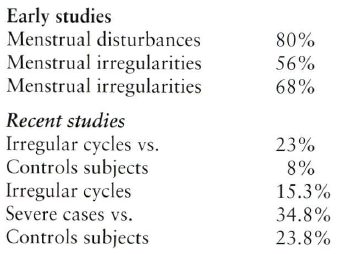 Early studies
Menstrual disturbances 80%
Menstrual irregularities 56%
Menstrual irregularities 68%
Recent studies
Irregular cycles vs. 23%
Controls subjects 8%
Irregular cycles 15.3%
Severe cases vs. 34.8%
Controls subjects 23.8%